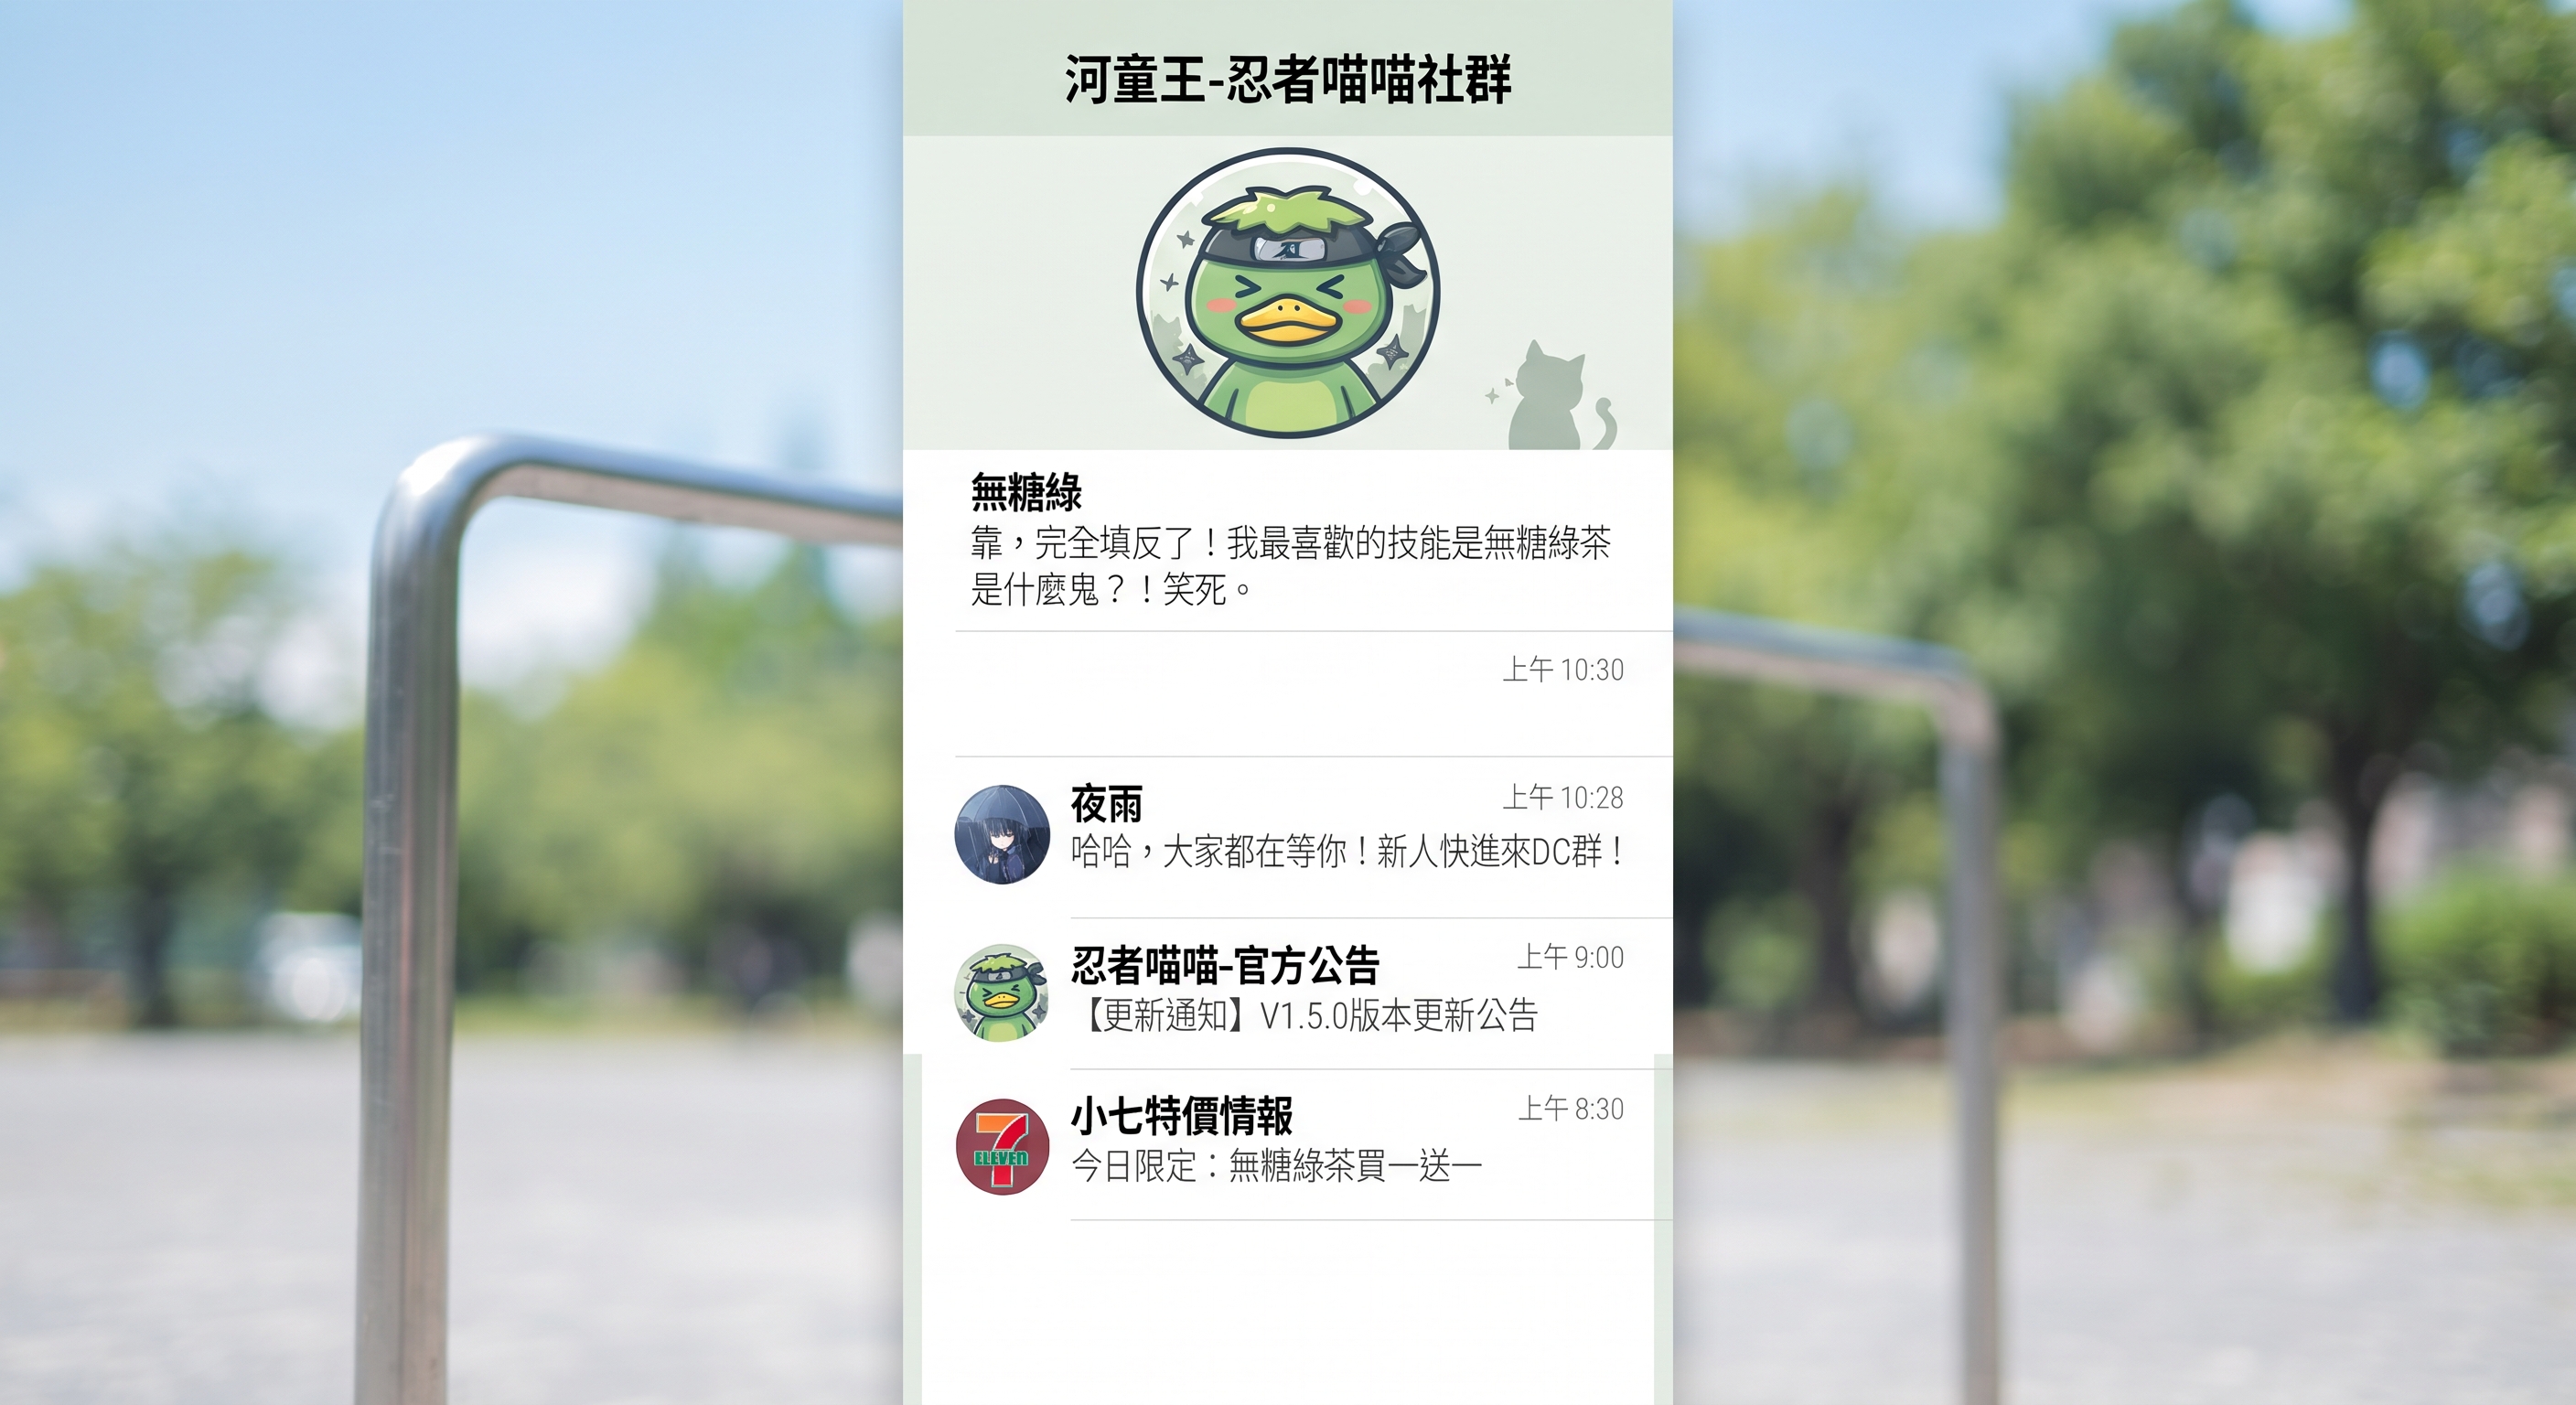 河童王-忍者喵喵社群
無糖綠
靠，完全填反了！我最喜歡的技能是無糖綠茶
是什麼鬼？！笑死。
上午 10:30
夜雨
上午 10:28
哈哈，大家都在等你！新人快進來DC群！
忍者喵喵-官方公告
上午 9:00
【更新通知】V1.5.0版本更新公告
7
ELEVEn
小七特價情報
上午 8:30
今日限定：無糖綠茶買一送一